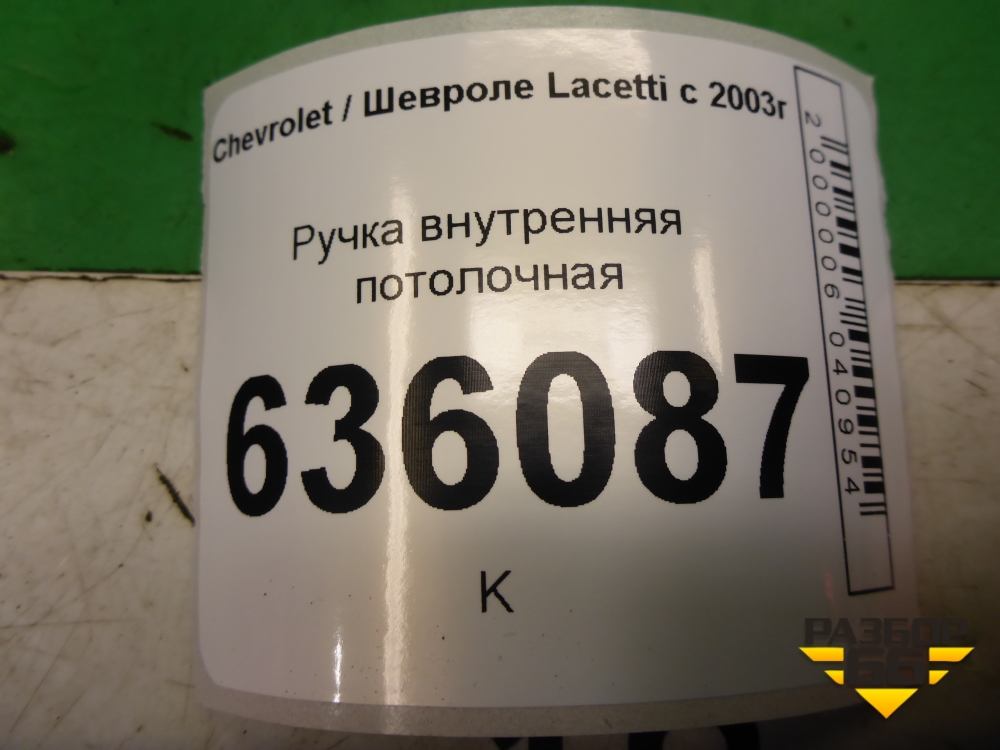 Chevrolet / Шевроле Lacetti с 2003г
Ручка внутренняя
потолочная
636087
К
2000006040954
РАЗБОР
66